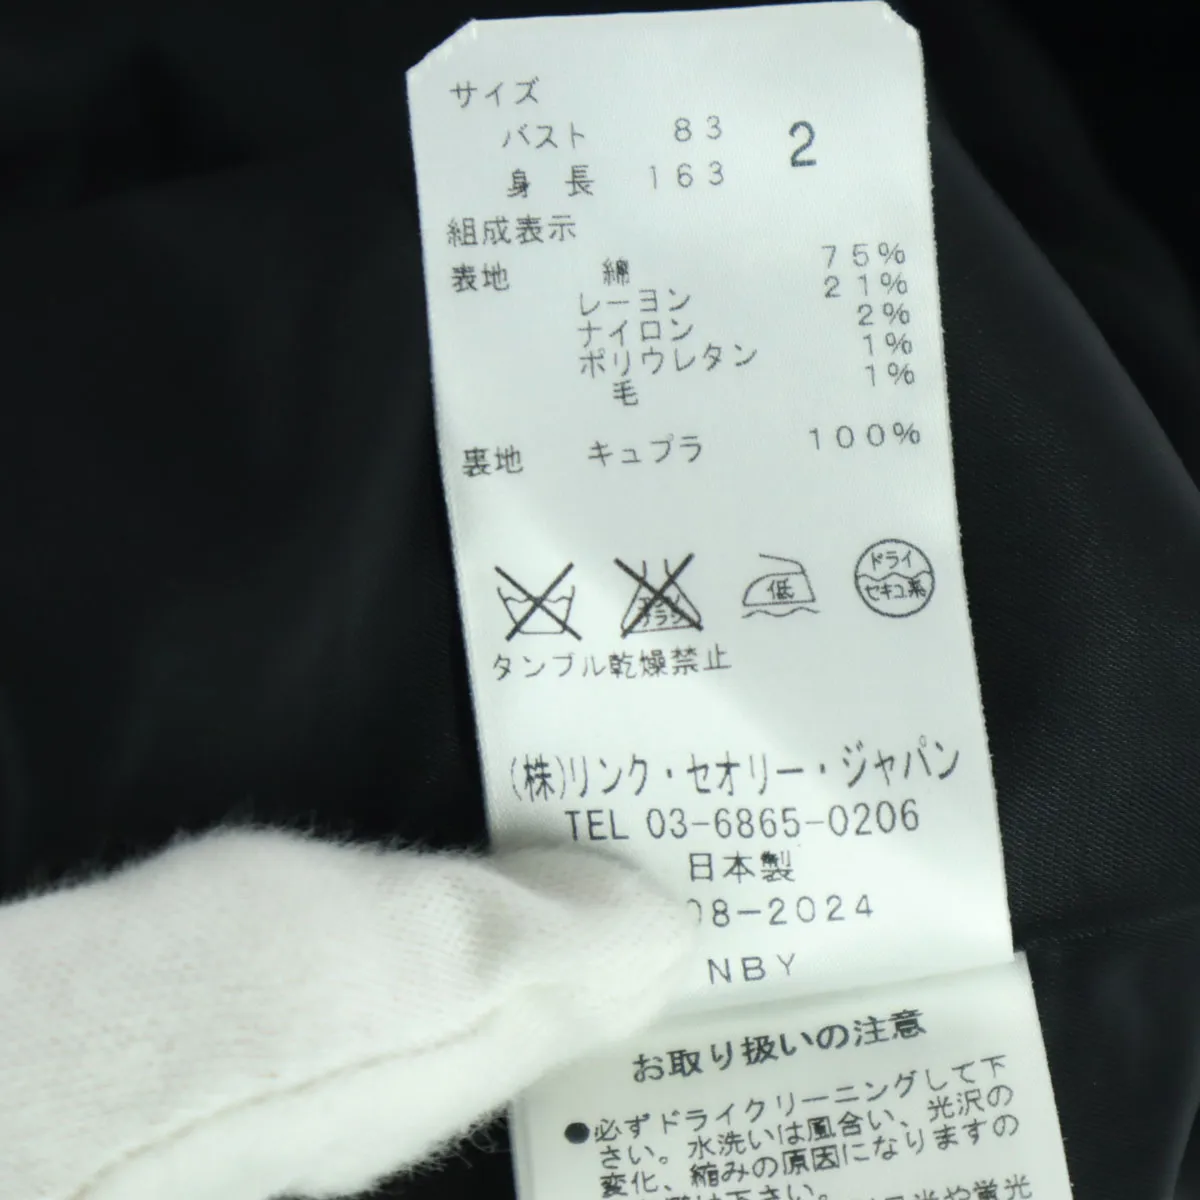 サイズ
バスト 83 2
身長 163
組成表示
表地 綿 75%
レーヨン 21%
ナイロン 2%
ポリウレタン 1%
毛 1%
裏地 キュプラ 100%
低
ドライ
セキユ系
タンブル乾燥禁止
(株)リンク・セオリー・ジャパン
TEL 03-6865-0206
日本製
08-2024
NBY
お取り扱いの注意
●必ずドライクリーニングして下
さい。水洗いは風合い、光沢の
変化、縮みの原因になりますの
光や蛍光